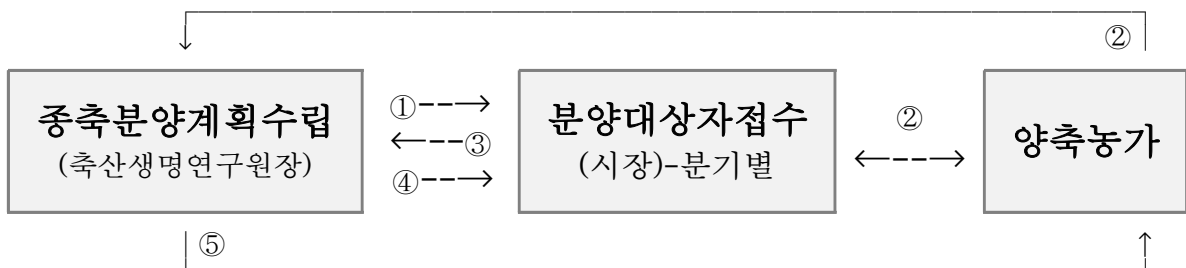 ②
종축분양계획수립
(축산생명연구원장)
①--→
←--③
④--→
분양대상자접수
(시장)-분기별
②
←--→
양축농가
⑤